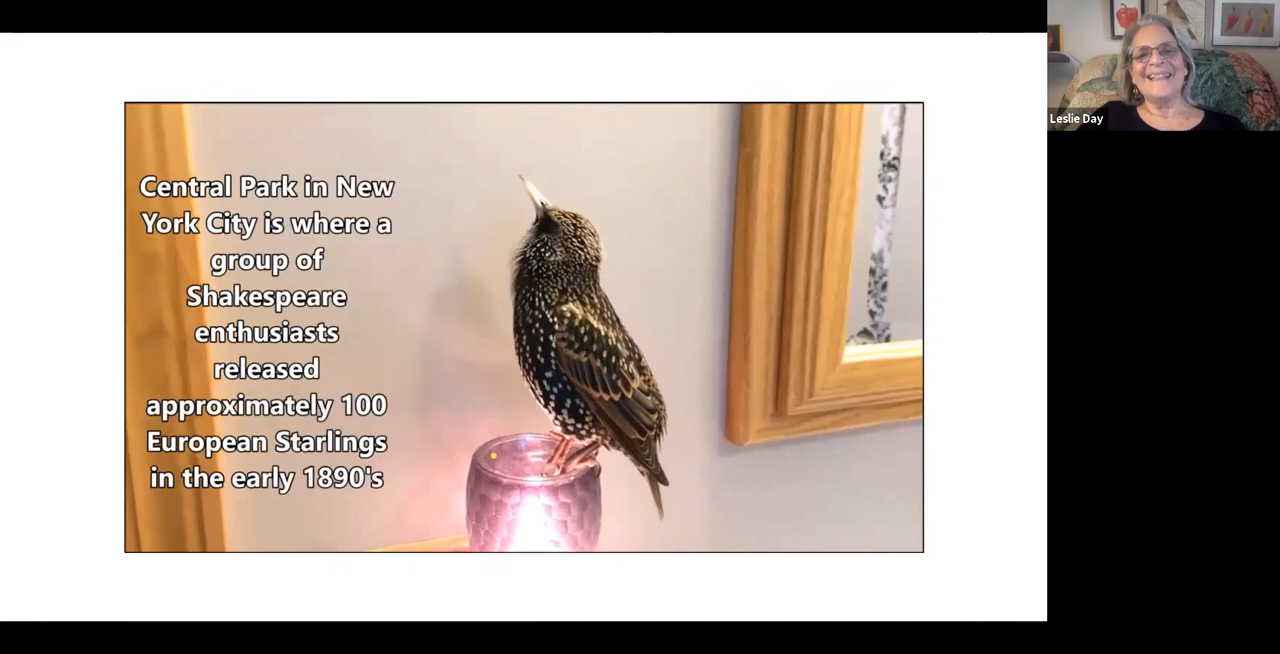 Central Park in New
York City is where a
group of
Shakespeare
enthusiasts
released
approximately 100
European Starlings
in the early 1890's
Leslie Day